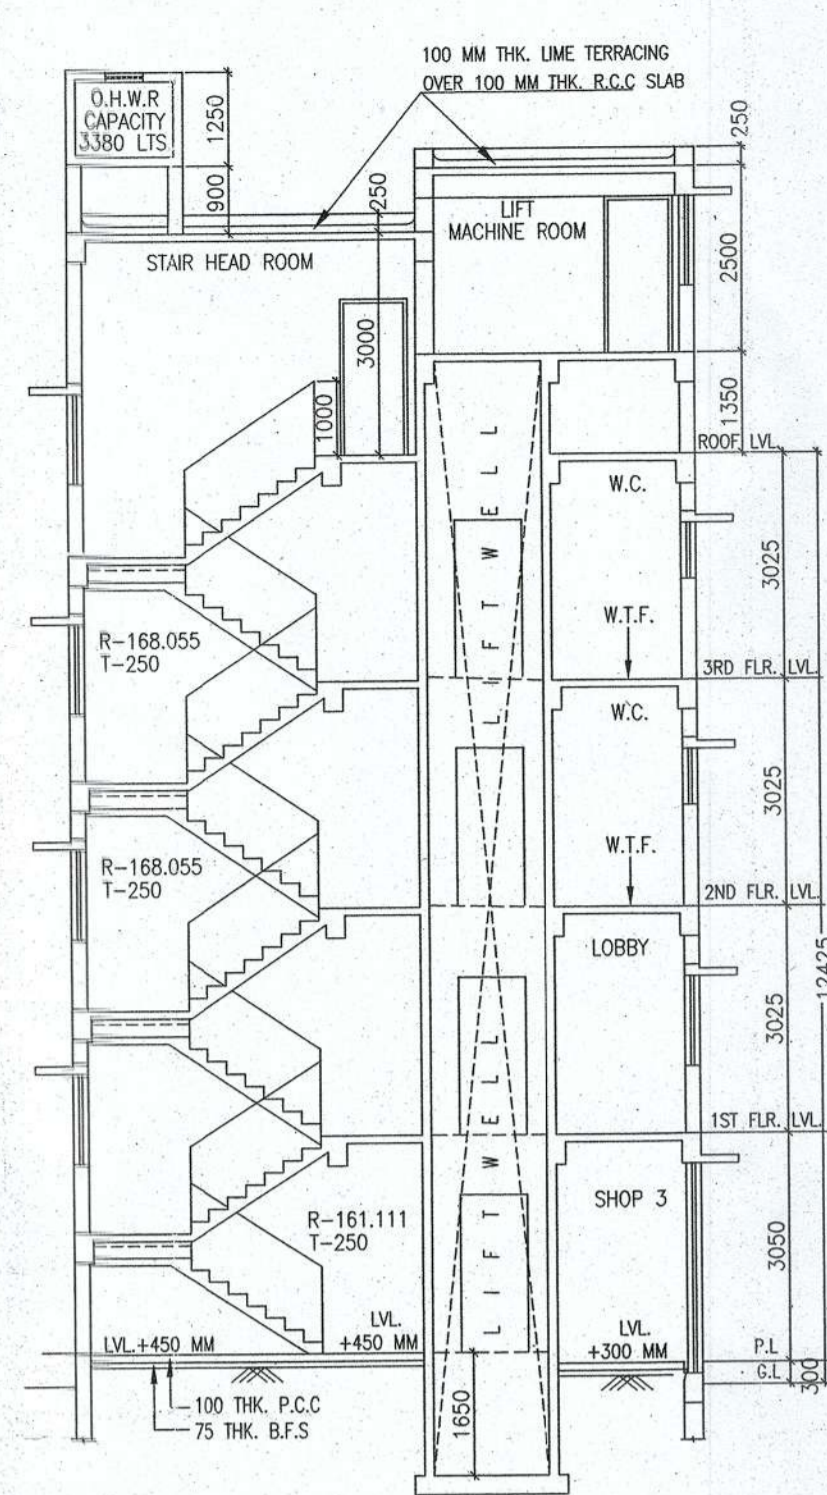 100 MM THK. LIME TERRACING
OVER 100 MM THK. R.C.C SLAB
O.H.W.R
CAPACITY
3380 LTS
1250
900
250
250
LIFT
MACHINE ROOM
STAIR HEAD ROOM
2500
3000
1000
1350
ROOF LVL.
W.C.
3025
W.T.F.
R-168.055
T-250
3RD FLR. LVL.
W.C.
LIFT WELL
3025
W.T.F.
R-168.055
T-250
2ND FLR. LVL.
LOBBY
12425
3025
1ST FLR. LVL.
R-161.111
T-250
SHOP 3
LIFT WELL
3050
LVL.+450 MM
LVL.
+450 MM
LVL.
+300 MM
P.L
G.L
300
100 THK. P.C.C
75 THK. B.F.S
1650